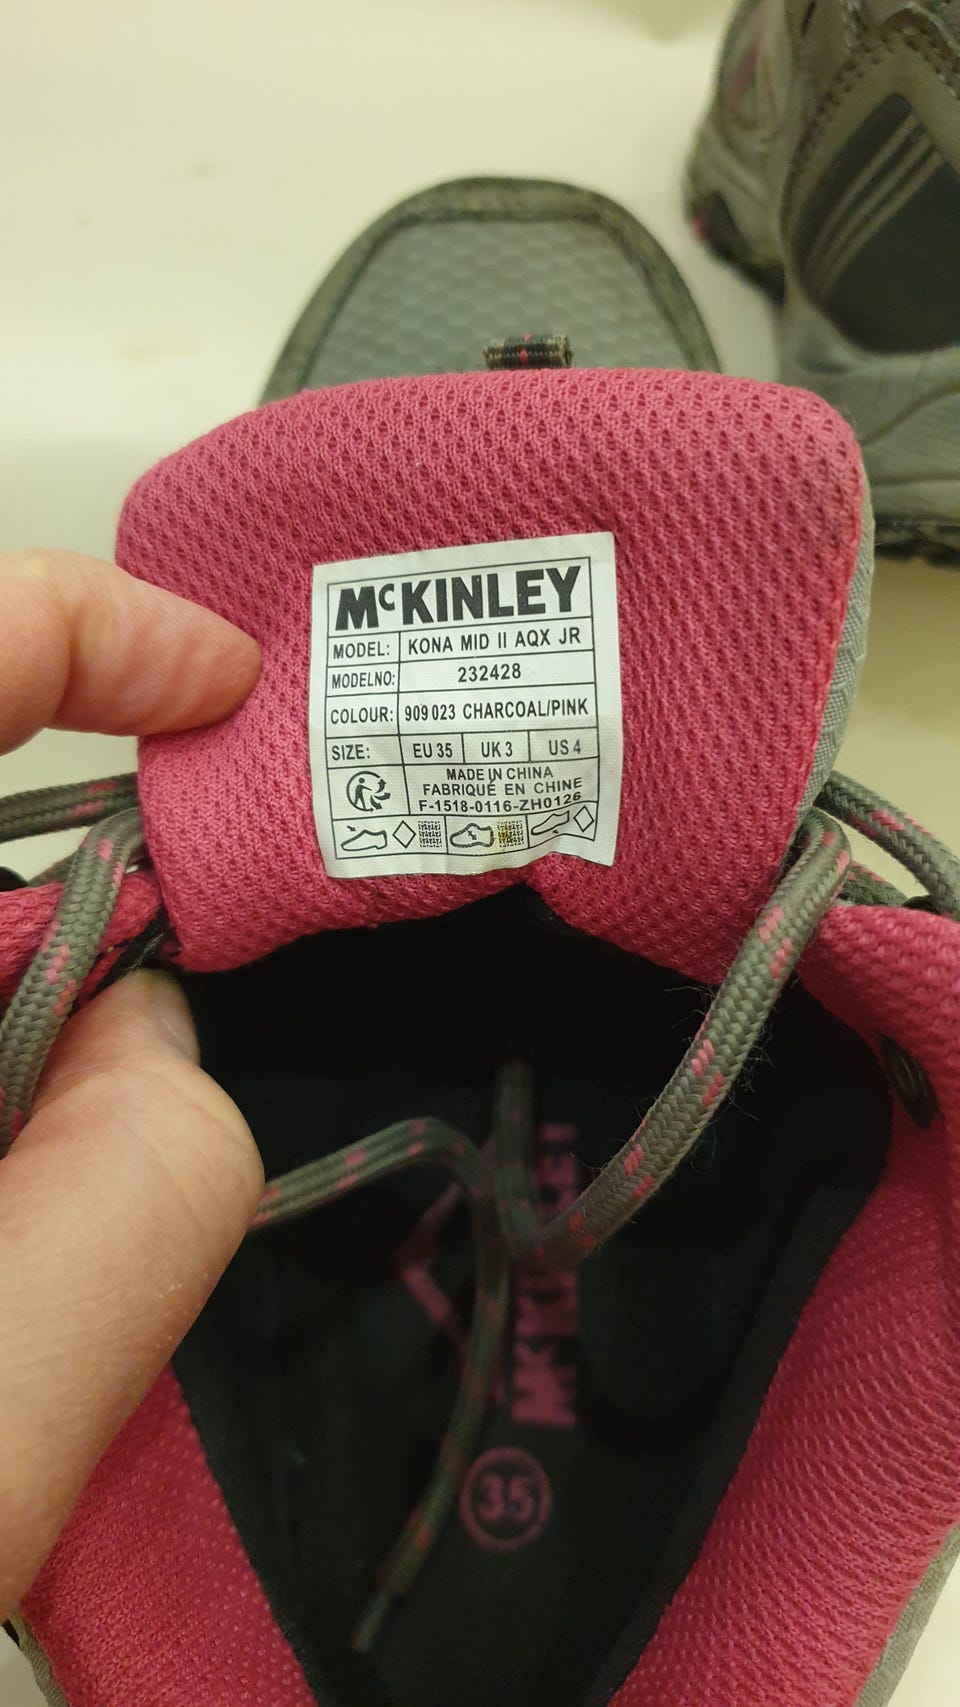 McKINLEY
MODEL: KONA MID II AQX JR
MODELNO: 232428
COLOUR: 909 023 CHARCOAL/PINK
SIZE: EU 35 UK 3 US 4
MADE IN CHINA
FABRIQUÉ EN CHINE
F-1518-0116-ZH0126
McKINLEY
35